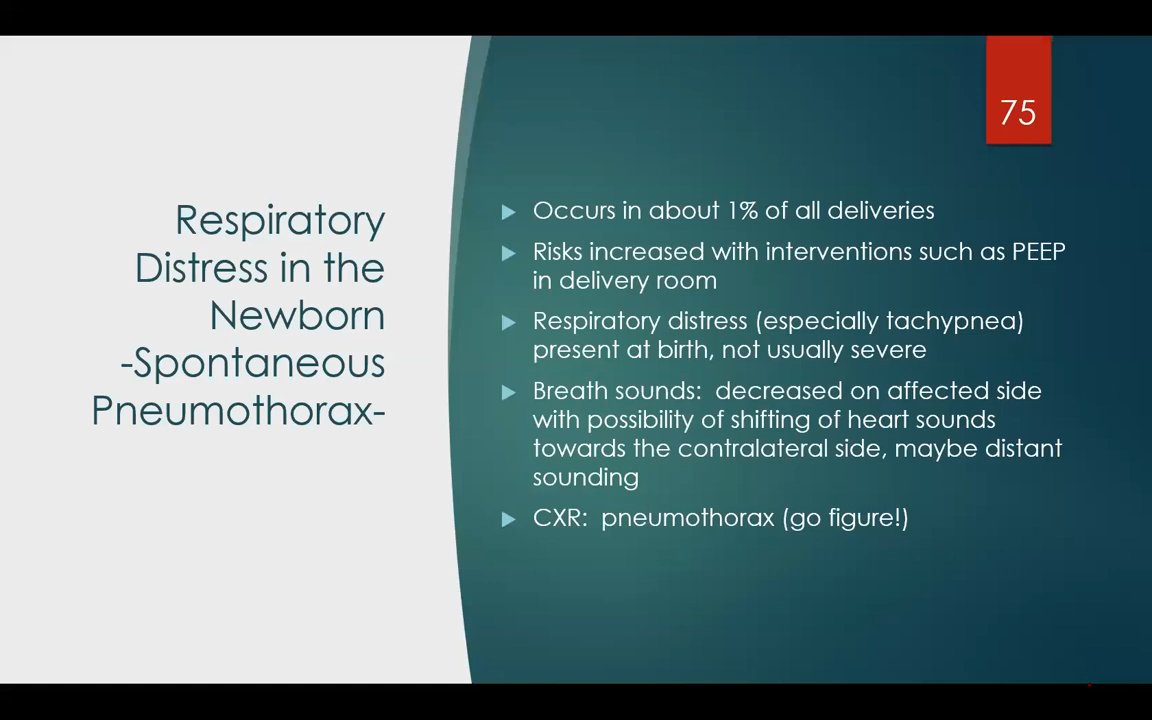 75
Respiratory
Distress in the
Newborn
-Spontaneous
Pneumothorax-
Occurs in about 1% of all deliveries
Risks increased with interventions such as PEEP
in delivery room
Respiratory distress (especially tachypnea)
present at birth, not usually severe
Breath sounds:  decreased on affected side
with possibility of shifting of heart sounds
towards the contralateral side, maybe distant
sounding
CXR:  pneumothorax (go figure!)